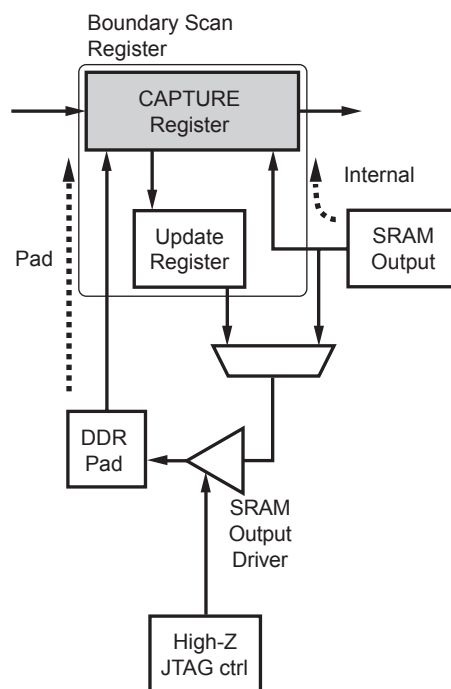 Boundary Scan
Register
CAPTURE
Register
Internal
Update
Register
SRAM
Output
Pad
DDR
Pad
SRAM
Output
Driver
High-Z
JTAG ctrl